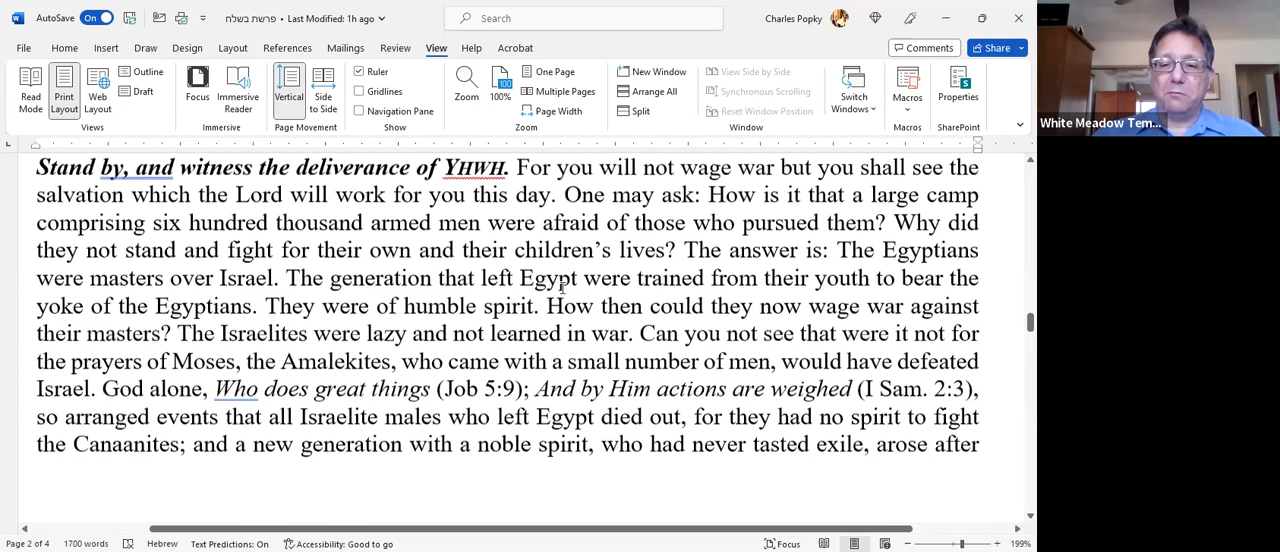 AutoSave On פרשת בשלח • Last Modified: 1h ago Search Charles Popky
File Home Insert Draw Design Layout References Mailings Review View Help Acrobat Comments Share
Read Mode
Print Layout
Web Layout
Outline
Draft
Views
Focus
Immersive Reader
Immersive
Vertical
Side to Side
Page Movement
Ruler
Gridlines
Navigation Pane
Show
Zoom
100
100%
One Page
Multiple Pages
Page Width
Zoom
New Window
Arrange All
Split
View Side by Side
Synchronous Scrolling
Reset Window Position
Switch Windows
Window
Macros
Macros
Properties
SharePoint
White Meadow Tem...
Stand by, and witness the deliverance of YHWH. For you will not wage war but you shall see the
salvation which the Lord will work for you this day. One may ask: How is it that a large camp
comprising six hundred thousand armed men were afraid of those who pursued them? Why did
they not stand and fight for their own and their children's lives? The answer is: The Egyptians
were masters over Israel. The generation that left Egypt were trained from their youth to bear the
yoke of the Egyptians. They were of humble spirit. How then could they now wage war against
their masters? The Israelites were lazy and not learned in war. Can you not see that were it not for
the prayers of Moses, the Amalekites, who came with a small number of men, would have defeated
Israel. God alone, Who does great things (Job 5:9); And by Him actions are weighed (I Sam. 2:3),
so arranged events that all Israelite males who left Egypt died out, for they had no spirit to fight
the Canaanites; and a new generation with a noble spirit, who had never tasted exile, arose after
Page 2 of 4 1700 words Hebrew Text Predictions: On Accessibility: Good to go Focus 199%